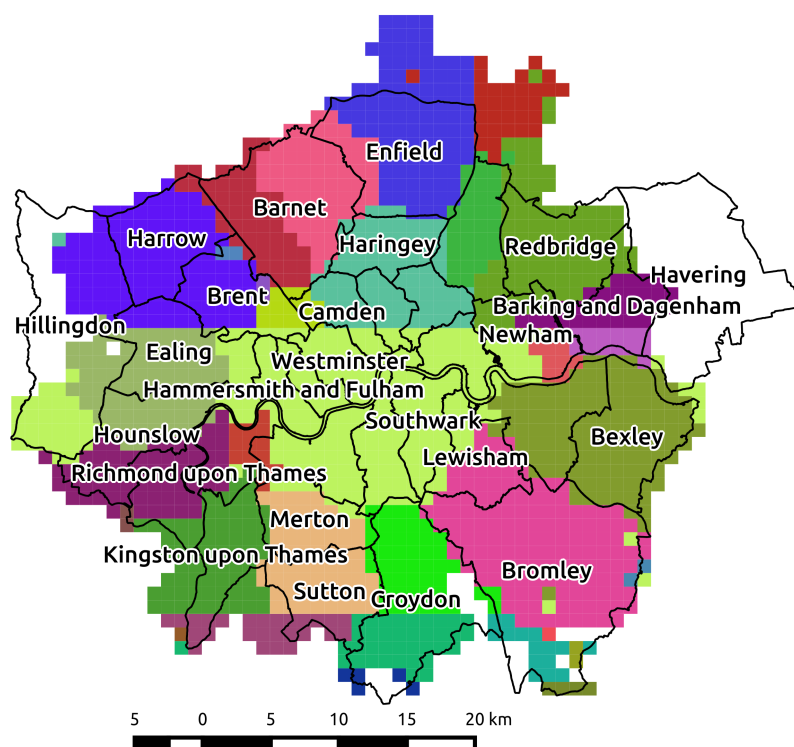 Enfield
Barnet
Harrow
Haringey
Redbridge
Havering
Brent
Camden
Barking and Dagenham
Hillingdon
Newham
Ealing
Westminster
Hammersmith and Fulham
Southwark
Hounslow
Bexley
Lewisham
Richmond upon Thames
Merton
Kingston upon Thames
Bromley
Sutton
Croydon
5 0 5 10 15 20 km